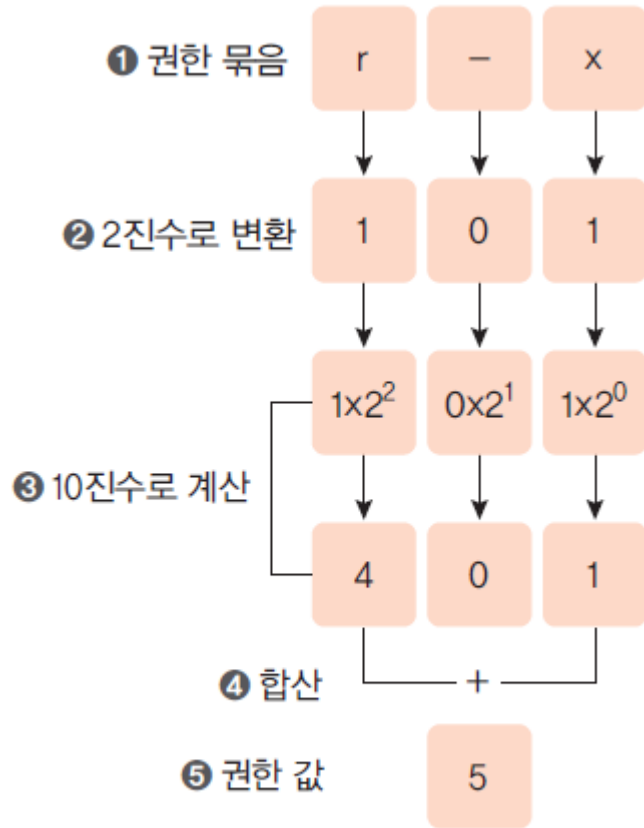 ❶ 권한 묶음 r − x
❷ 2진수로 변환 1 0 1
1x2² 0x2¹ 1x2⁰
❸ 10진수로 계산
4 0 1
❹ 합산 +
❺ 권한 값 5